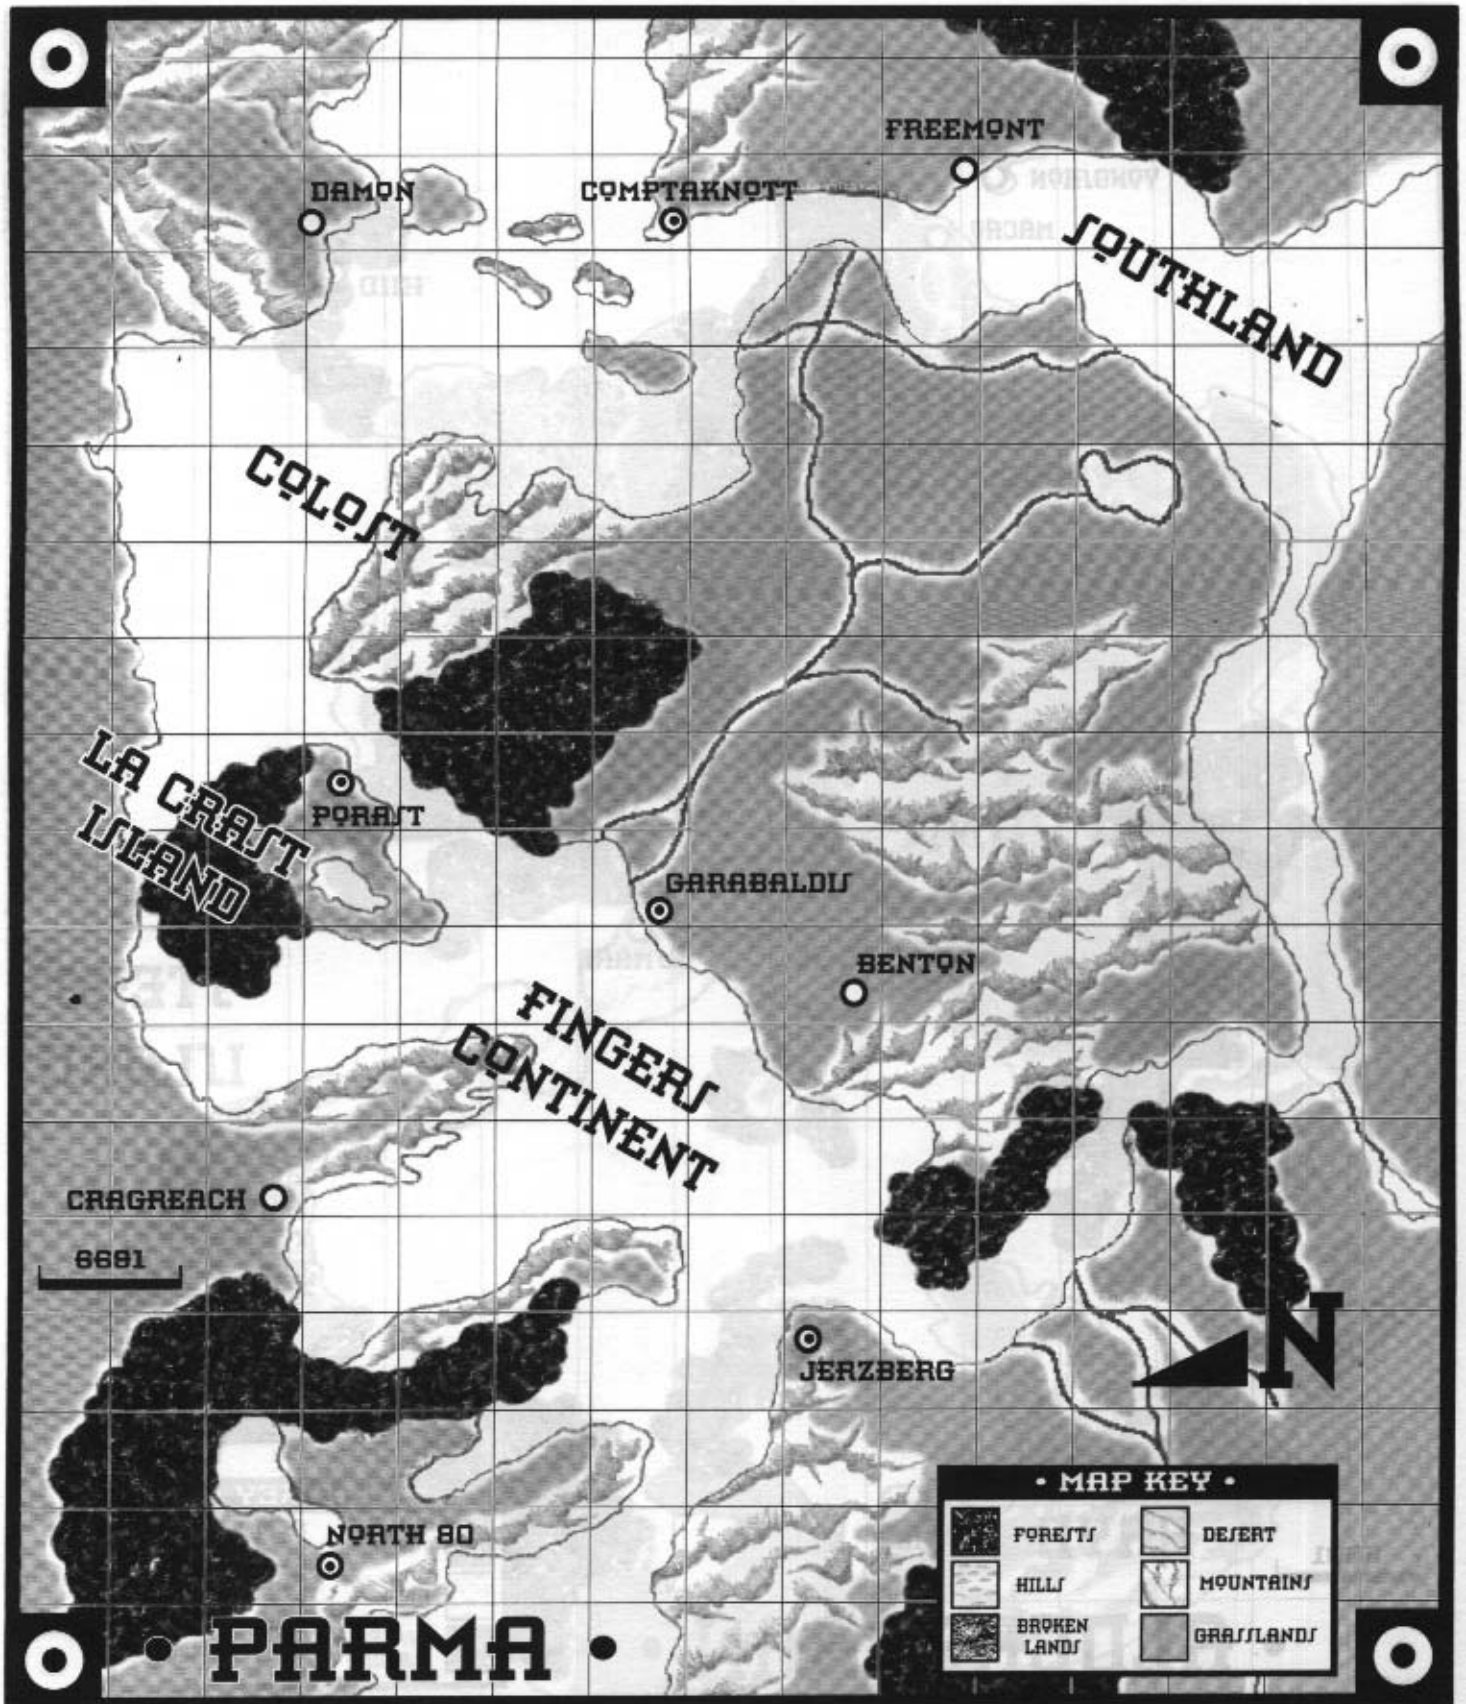 FREEMONT
DAMON
COMPTAKNOTT
SOUTHLAND
COLOST
LA CRAST
ISLAND
PORAST
GARABALDIS
BENTON
FINGERS
CONTINENT
CRAGREACH
6691
JERZBERG
N
• MAP KEY •
FORESTS
DESERT
HILLS
MOUNTAINS
BROKEN
LANDS
GRASSLANDS
NORTH 80
• PARMA •